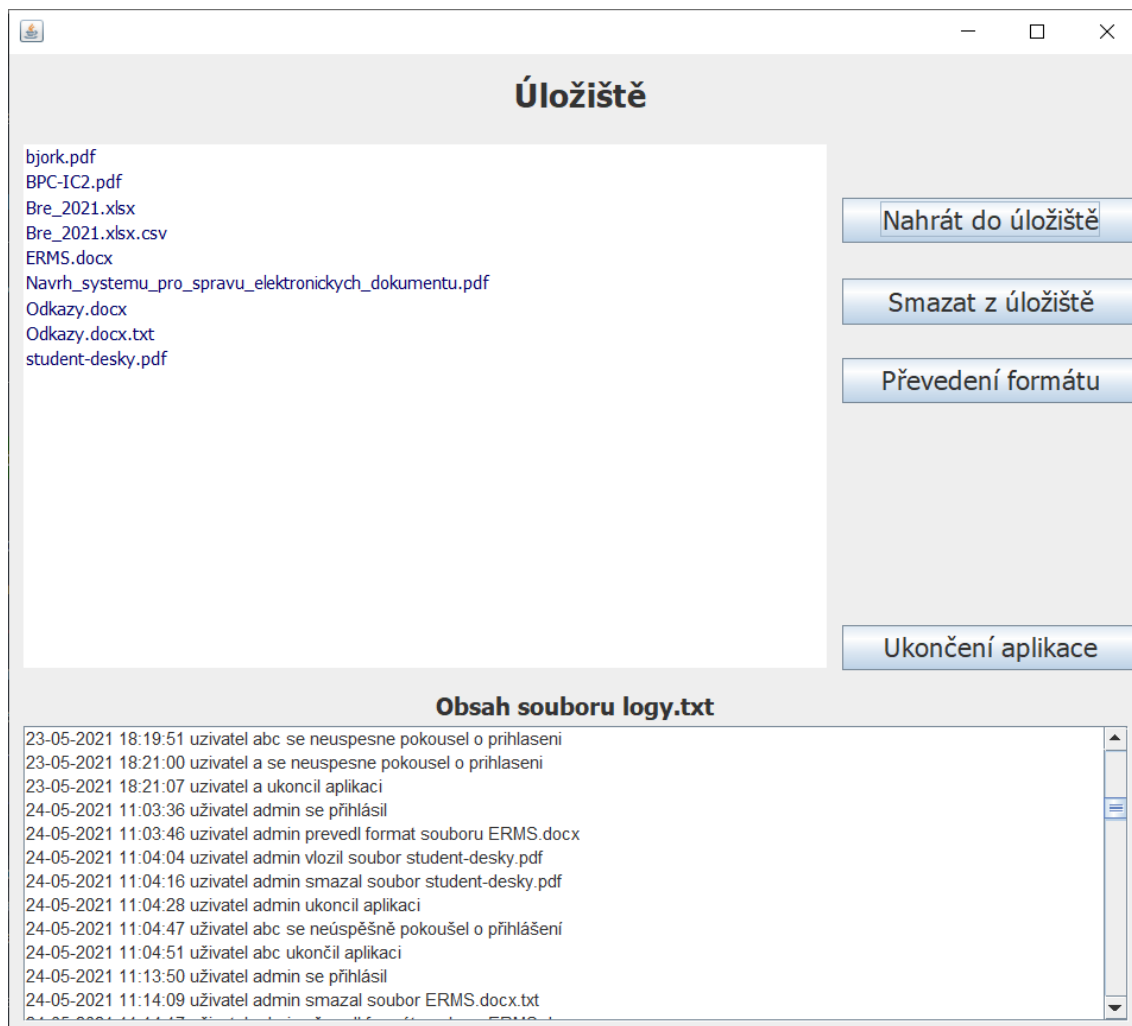 Úložiště
bjork.pdf
BPC-IC2.pdf
Bre_2021.xlsx
Bre_2021.xlsx.csv
ERMS.docx
Navrh_systemu_pro_spravu_elektronickych_dokumentu.pdf
Odkazy.docx
Odkazy.docx.txt
student-desky.pdf
Nahrát do úložiště
Smazat z úložiště
Převedení formátu
Ukončení aplikace
Obsah souboru logy.txt
23-05-2021 18:19:51 uzivatel abc se neuspesne pokousel o prihlaseni
23-05-2021 18:21:00 uzivatel a se neuspesne pokousel o prihlaseni
23-05-2021 18:21:07 uzivatel a ukoncil aplikaci
24-05-2021 11:03:36 uživatel admin se přihlásil
24-05-2021 11:03:46 uzivatel admin prevedl format souboru ERMS.docx
24-05-2021 11:04:04 uzivatel admin vlozil soubor student-desky.pdf
24-05-2021 11:04:16 uzivatel admin smazal soubor student-desky.pdf
24-05-2021 11:04:28 uzivatel admin ukoncil aplikaci
24-05-2021 11:04:47 uživatel abc se neúspěšně pokoušel o přihlášení
24-05-2021 11:04:51 uživatel abc ukončil aplikaci
24-05-2021 11:13:50 uživatel admin se přihlásil
24-05-2021 11:14:09 uživatel admin smazal soubor ERMS.docx.txt